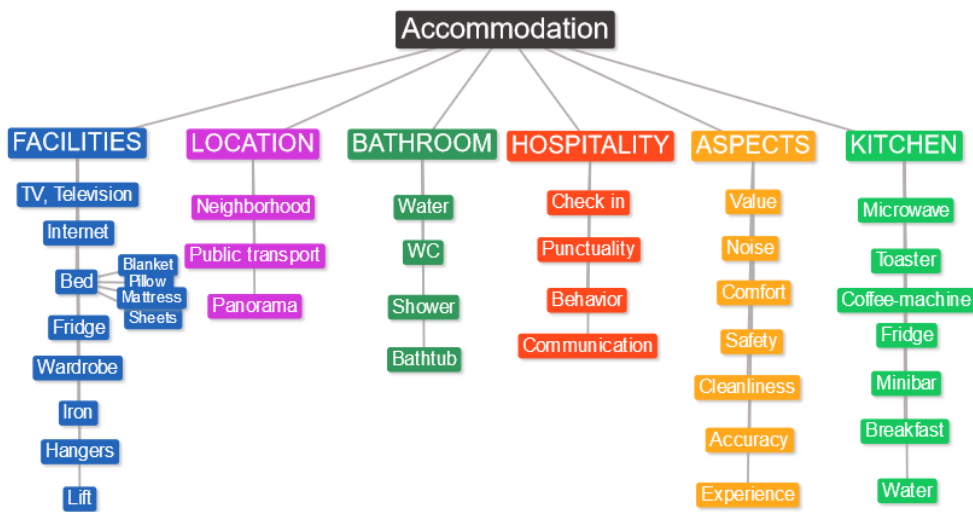 Accommodation
FACILITIES
TV, Television
Internet
Bed
Blanket
Pillow
Mattress
Sheets
Fridge
Wardrobe
Iron
Hangers
Lift
LOCATION
Neighborhood
Public transport
Panorama
BATHROOM
Water
WC
Shower
Bathtub
HOSPITALITY
Check in
Punctuality
Behavior
Communication
ASPECTS
Value
Noise
Comfort
Safety
Cleanliness
Accuracy
Experience
KITCHEN
Microwave
Toaster
Coffee-machine
Fridge
Minibar
Breakfast
Water